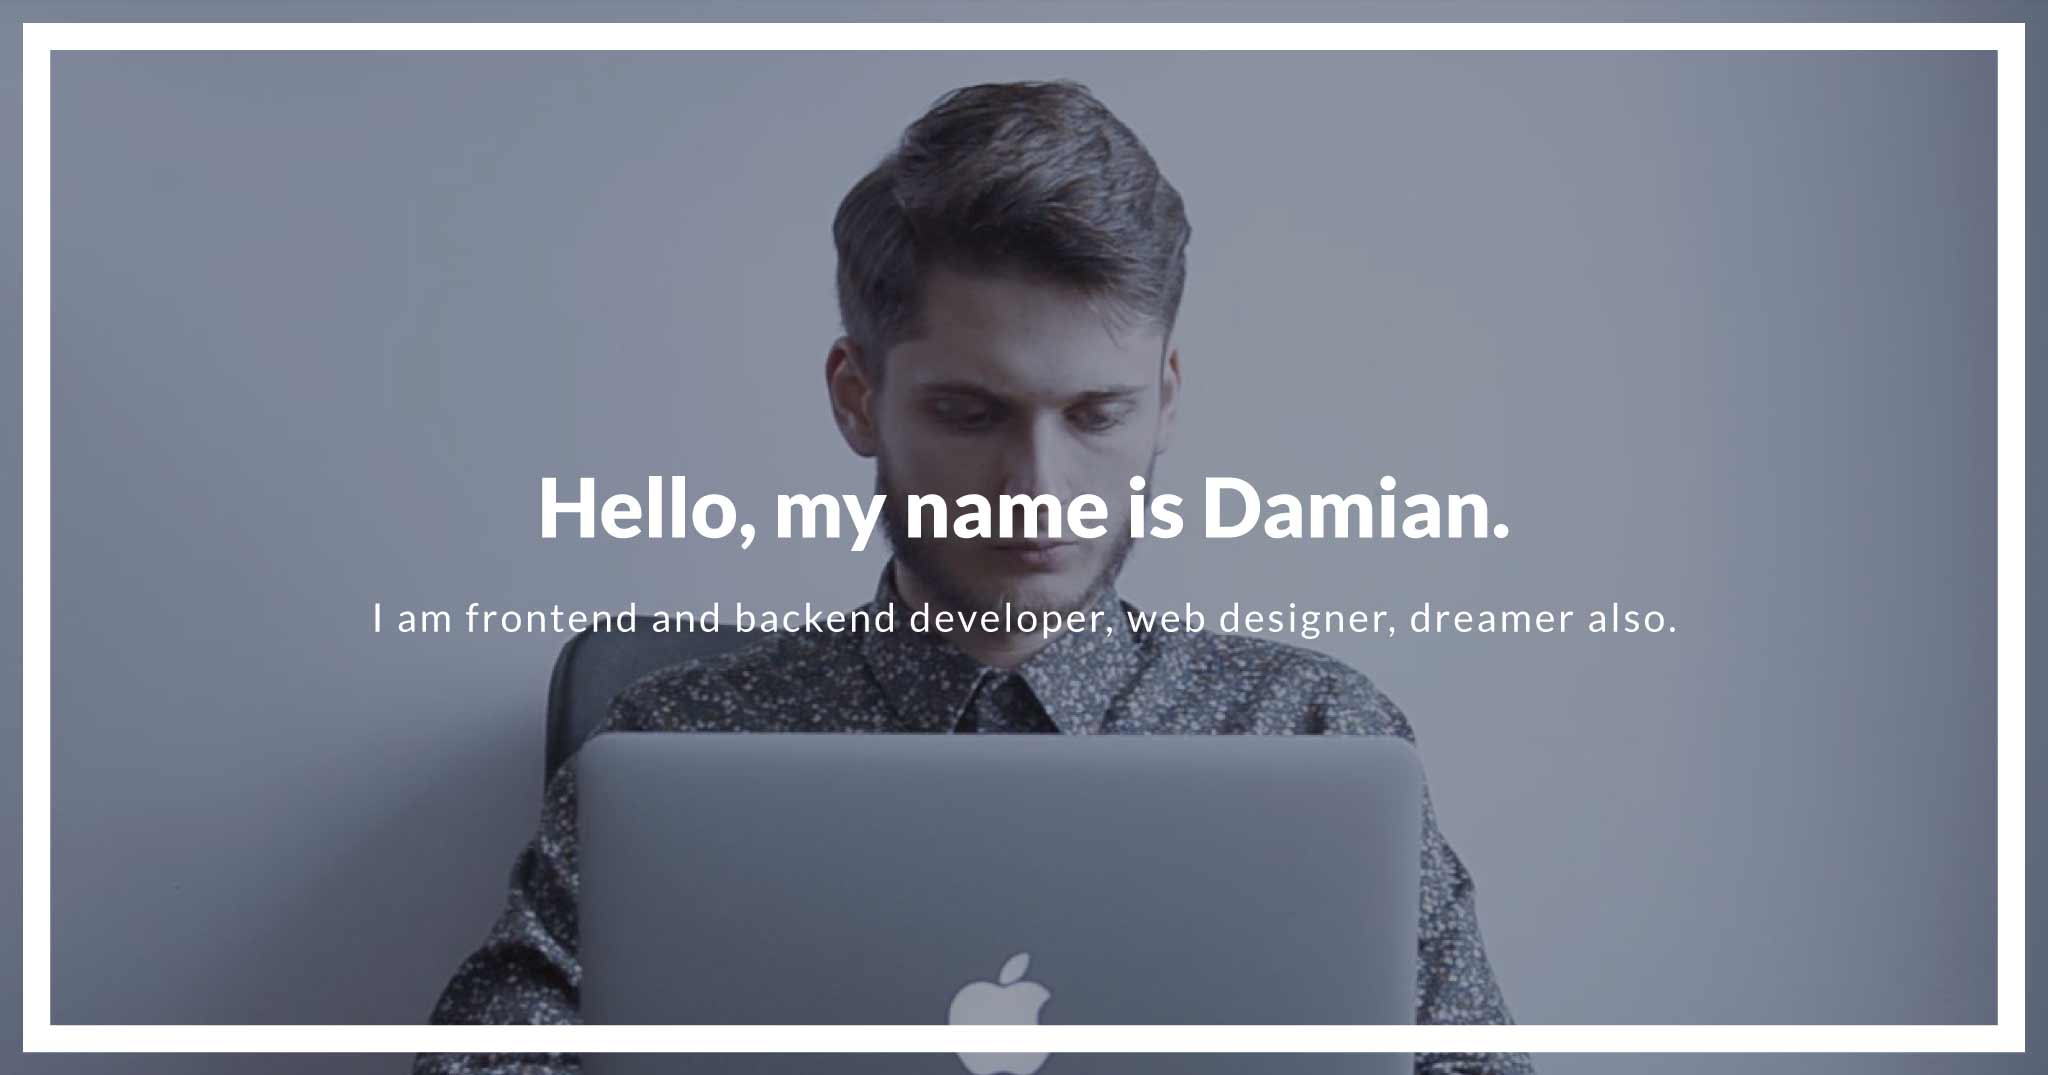 Hello, my name is Damian.
I am frontend and backend developer, web designer, dreamer also.